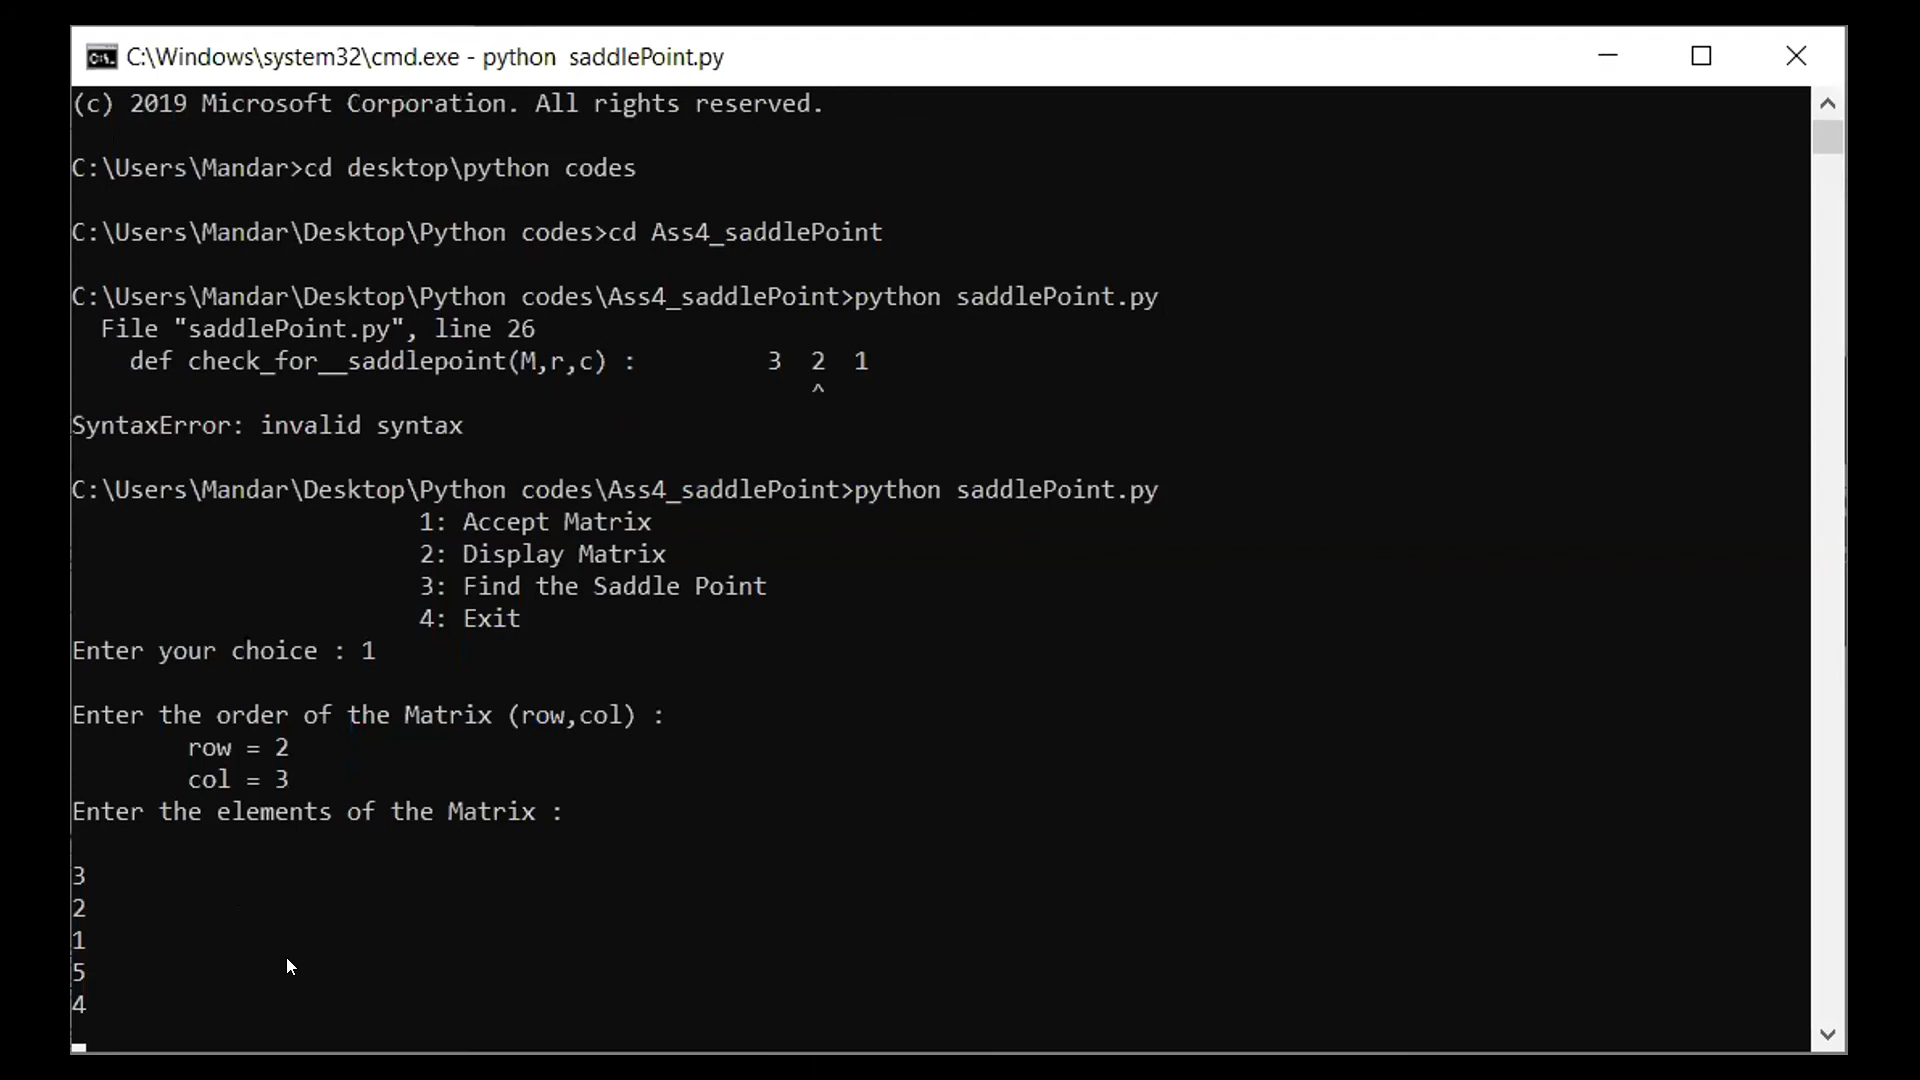 C:\Windows\system32\cmd.exe - python  saddlePoint.py
(c) 2019 Microsoft Corporation. All rights reserved.
C:\Users\Mandar>cd desktop\python codes
C:\Users\Mandar\Desktop\Python codes>cd Ass4_saddlePoint
C:\Users\Mandar\Desktop\Python codes\Ass4_saddlePoint>python saddlePoint.py
  File "saddlePoint.py", line 26
    def check_for__saddlepoint(M,r,c) :         3  2  1
                                                   ^
SyntaxError: invalid syntax
C:\Users\Mandar\Desktop\Python codes\Ass4_saddlePoint>python saddlePoint.py
                        1: Accept Matrix
                        2: Display Matrix
                        3: Find the Saddle Point
                        4: Exit
Enter your choice : 1
Enter the order of the Matrix (row,col) :
        row = 2
        col = 3
Enter the elements of the Matrix :
3
2
1
5
4